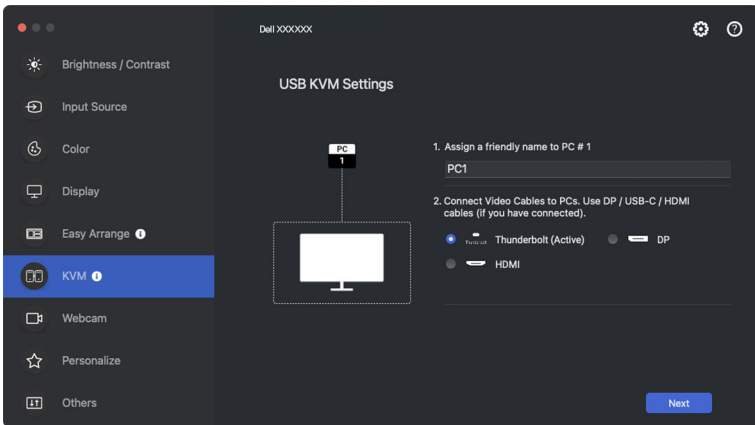 Dell XXXXXX
Brightness / Contrast
Input Source
Color
Display
Easy Arrange
KVM
Webcam
Personalize
Others
USB KVM Settings
PC
1
1. Assign a friendly name to PC # 1
PC1
2. Connect Video Cables to PCs. Use DP / USB-C / HDMI
cables (if you have connected).
Thunderbolt (Active)
DP
HDMI
Next